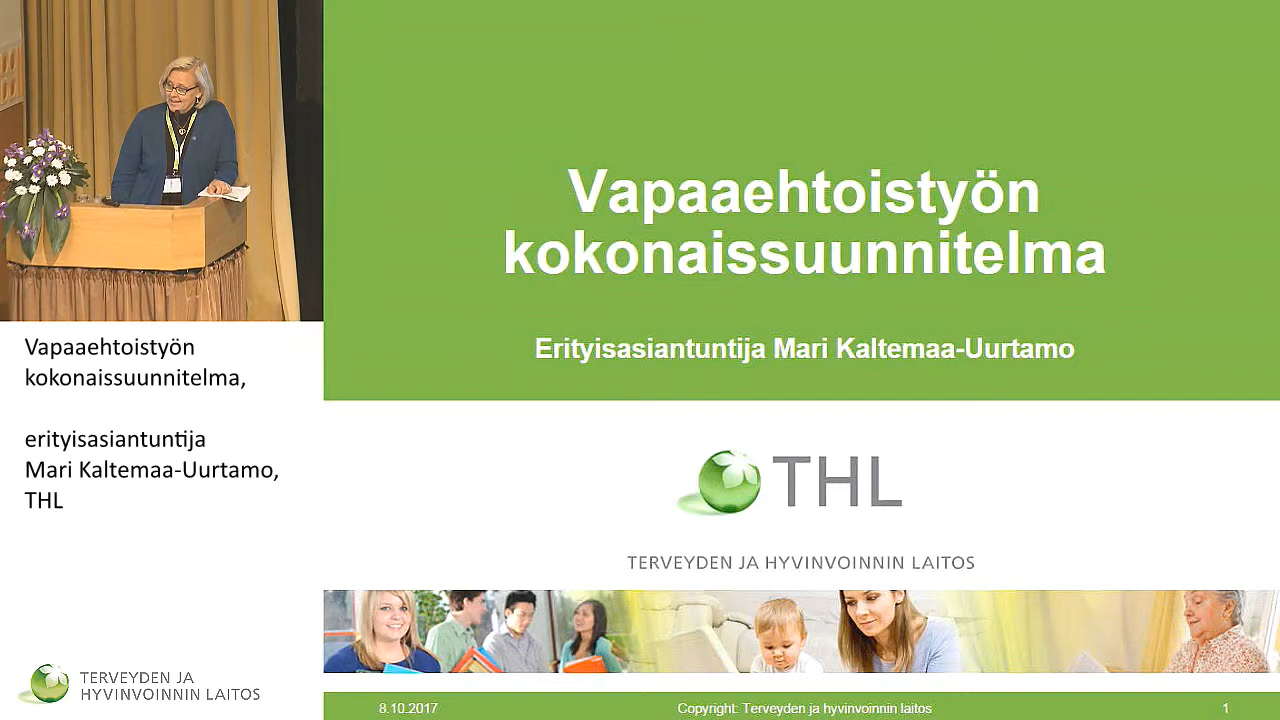 Vapaaehtoistyön
kokonaissuunnitelma,
erityisasiantuntija
Mari Kaltemaa-Uurtamo,
THL
TERVEYDEN JA
HYVINVOINNIN LAITOS
Vapaaehtoistyön
kokonaissuunnitelma
Erityisasiantuntija Mari Kaltemaa-Uurtamo
THL
TERVEYDEN JA HYVINVOINNIN LAITOS
8.10.2017
Copyright: Terveyden ja hyvinvoinnin laitos
1